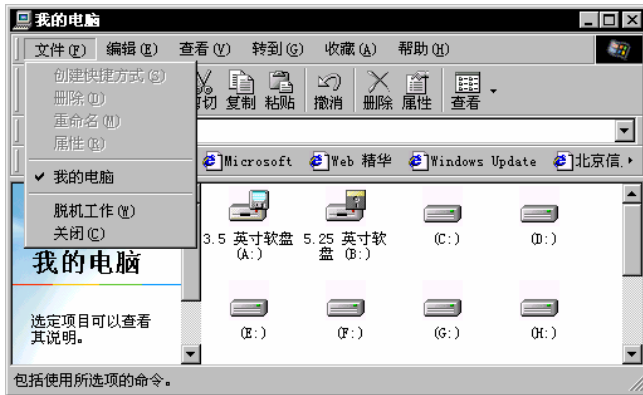 我的电脑
文件(F) 编辑(E) 查看(V) 转到(G) 收藏(A) 帮助(H)
创建快捷方式(S)
删除(D)
重命名(M)
属性(R)
✓ 我的电脑
脱机工作(W)
关闭(C)
切 复制 粘贴 撤消 删除 属性 查看
Microsoft Web 精华 Windows Update 北京信.
3.5 英寸软盘 (A:)
5.25 英寸软盘 (B:)
(C:) (D:)
我的电脑
选定项目可以查看
其说明。
(E:) (F:) (G:) (H:)
包括使用所选项的命令。